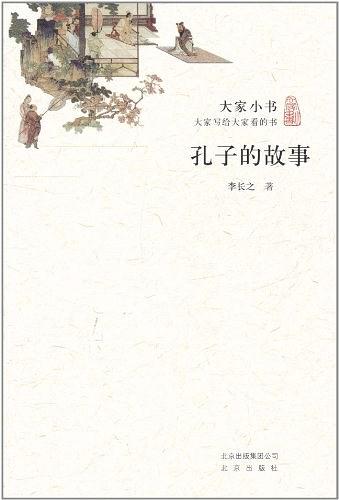 大家小书
大家写给大家看的书
孔子的故事
李长之 著
北京出版集团公司
北京出版社